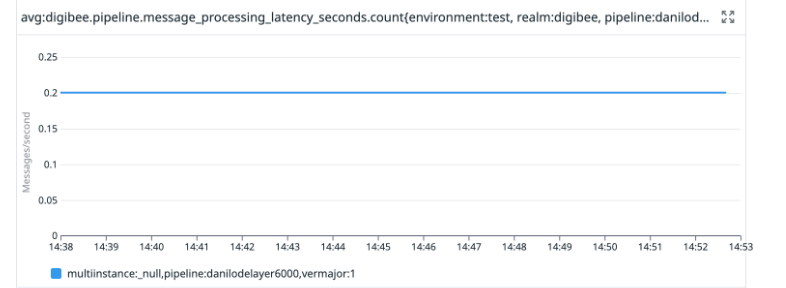 avg:digibee.pipeline.message_processing_latency_seconds.count{environment:test, realm:digibee, pipeline:danilod...
0.25
0.2
0.15
0.1
0.05
0
Messages/second
14:38 14:39 14:40 14:41 14:42 14:43 14:44 14:45 14:46 14:47 14:48 14:49 14:50 14:51 14:52 14:53
multiinstance:_null,pipeline:danilodelayer6000,vermajor:1